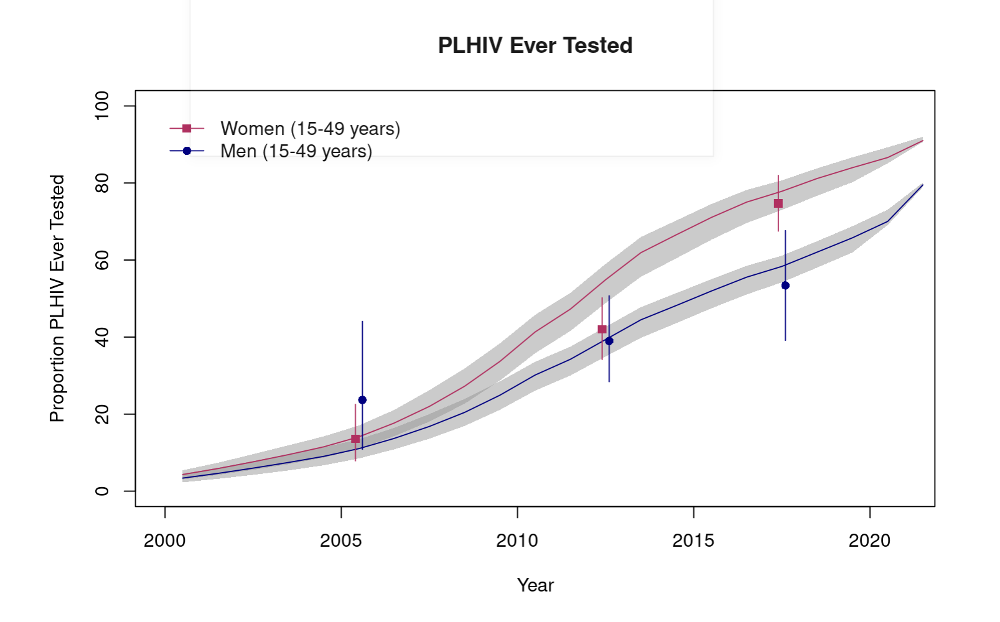 PLHIV Ever Tested
Women (15-49 years)
Men (15-49 years)
Proportion PLHIV Ever Tested
100
80
60
40
20
0
2000 2005 2010 2015 2020
Year